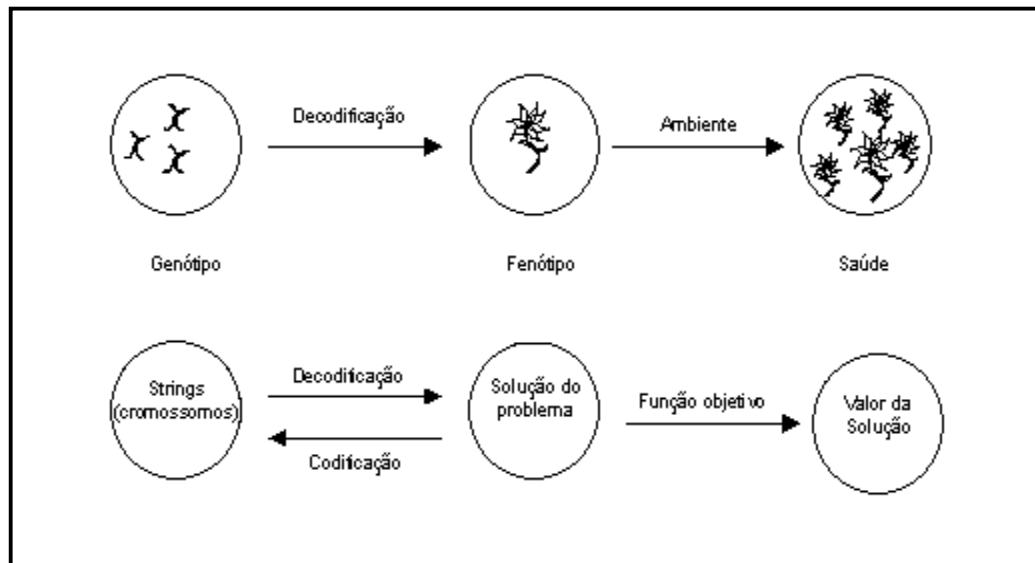 Decodificação
Ambiente
Genótipo
Fenótipo
Saúde
Strings
(cromossomos)
Decodificação
Codificação
Solução do
problema
Função objetivo
Valor da
Solução